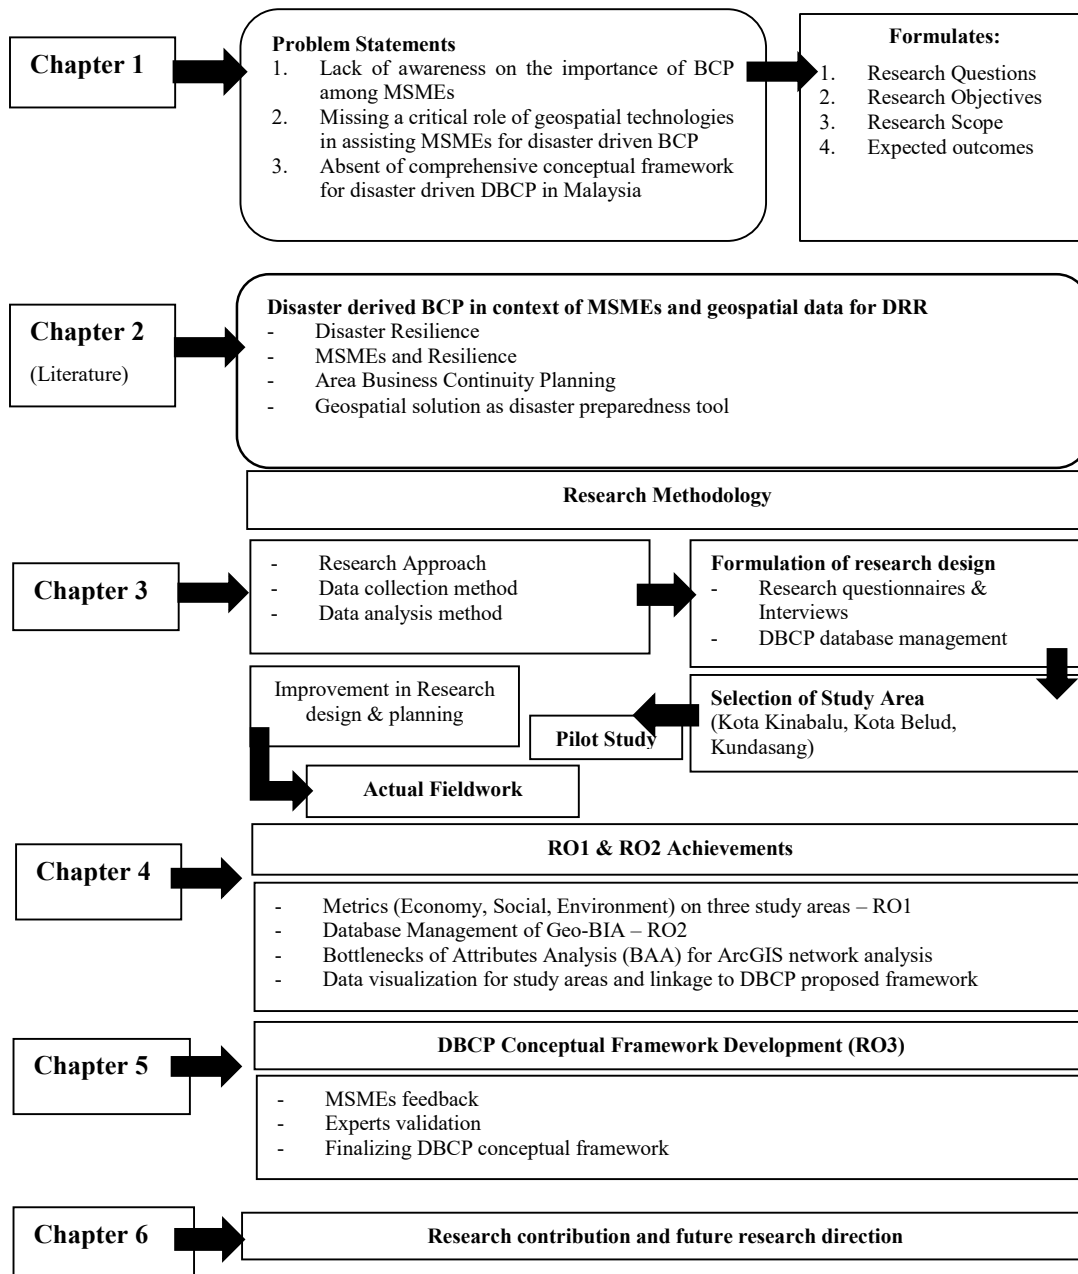 Chapter 1
Problem Statements
1. Lack of awareness on the importance of BCP
among MSMEs
2. Missing a critical role of geospatial technologies
in assisting MSMEs for disaster driven BCP
3. Absent of comprehensive conceptual framework
for disaster driven DBCP in Malaysia
Formulates:
1. Research Questions
2. Research Objectives
3. Research Scope
4. Expected outcomes
Chapter 2
(Literature)
Disaster derived BCP in context of MSMEs and geospatial data for DRR
- Disaster Resilience
- MSMEs and Resilience
- Area Business Continuity Planning
- Geospatial solution as disaster preparedness tool
Research Methodology
Chapter 3
- Research Approach
- Data collection method
- Data analysis method
Formulation of research design
- Research questionnaires &
Interviews
- DBCP database management
Selection of Study Area
(Kota Kinabalu, Kota Belud,
Kundasang)
Pilot Study
Improvement in Research
design & planning
Actual Fieldwork
Chapter 4
RO1 & RO2 Achievements
- Metrics (Economy, Social, Environment) on three study areas – RO1
- Database Management of Geo-BIA – RO2
- Bottlenecks of Attributes Analysis (BAA) for ArcGIS network analysis
- Data visualization for study areas and linkage to DBCP proposed framework
Chapter 5
DBCP Conceptual Framework Development (RO3)
- MSMEs feedback
- Experts validation
- Finalizing DBCP conceptual framework
Chapter 6
Research contribution and future research direction